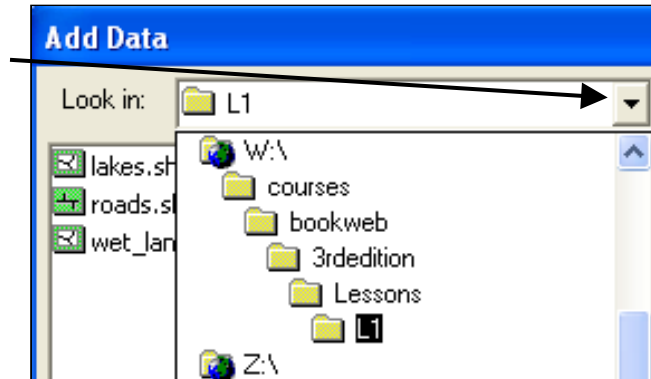 Add Data
Look in: L1
lakes.sh
W:\
courses
roads.sl
bookweb
wet_lan
3rdedition
Lessons
L1
Z:\